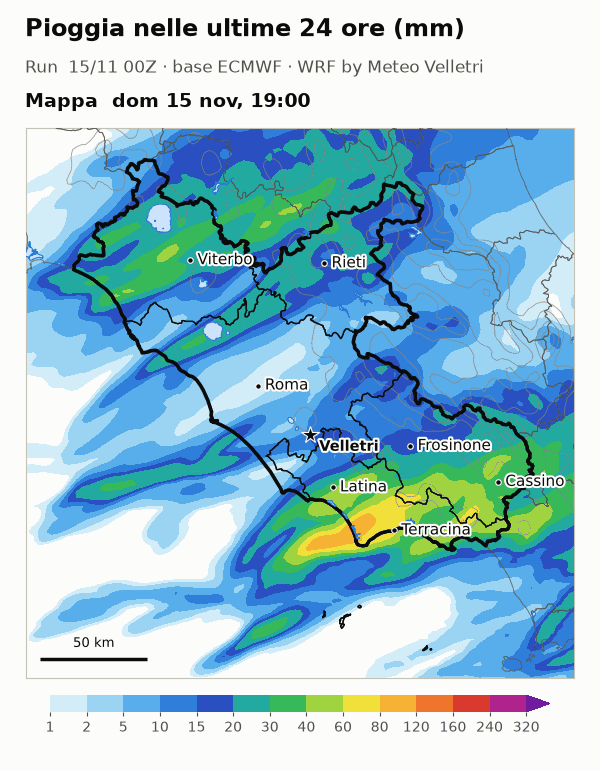 Pioggia nelle ultime 24 ore (mm)
Run  15/11 00Z · base ECMWF · WRF by Meteo Velletri
Mappa  dom 15 nov, 19:00
Viterbo
Rieti
Roma
Velletri
Frosinone
Latina
Cassino
Terracina
50 km
1 2 5 10 15 20 30 40 60 80 120 160 240 320